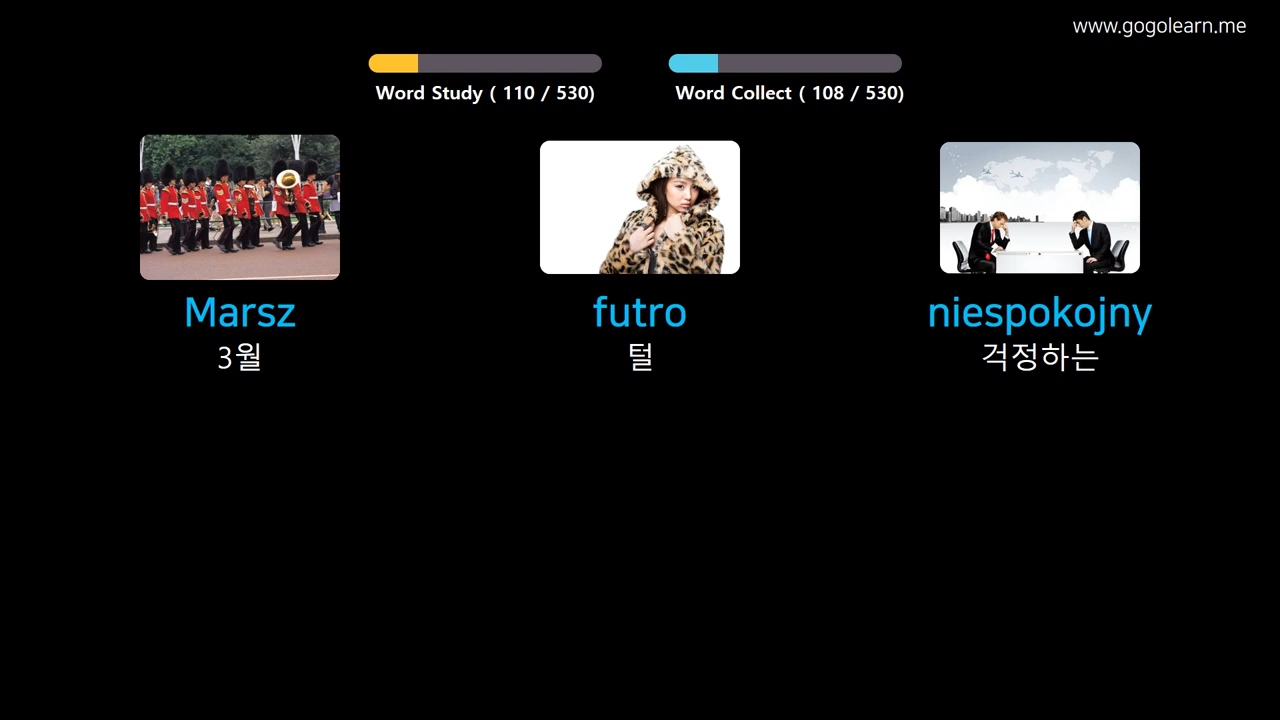 www.gogolearn.me
Word Study ( 110 / 530)
Word Collect ( 108 / 530)
Marsz
futro
niespokojny
3월
털
걱정하는